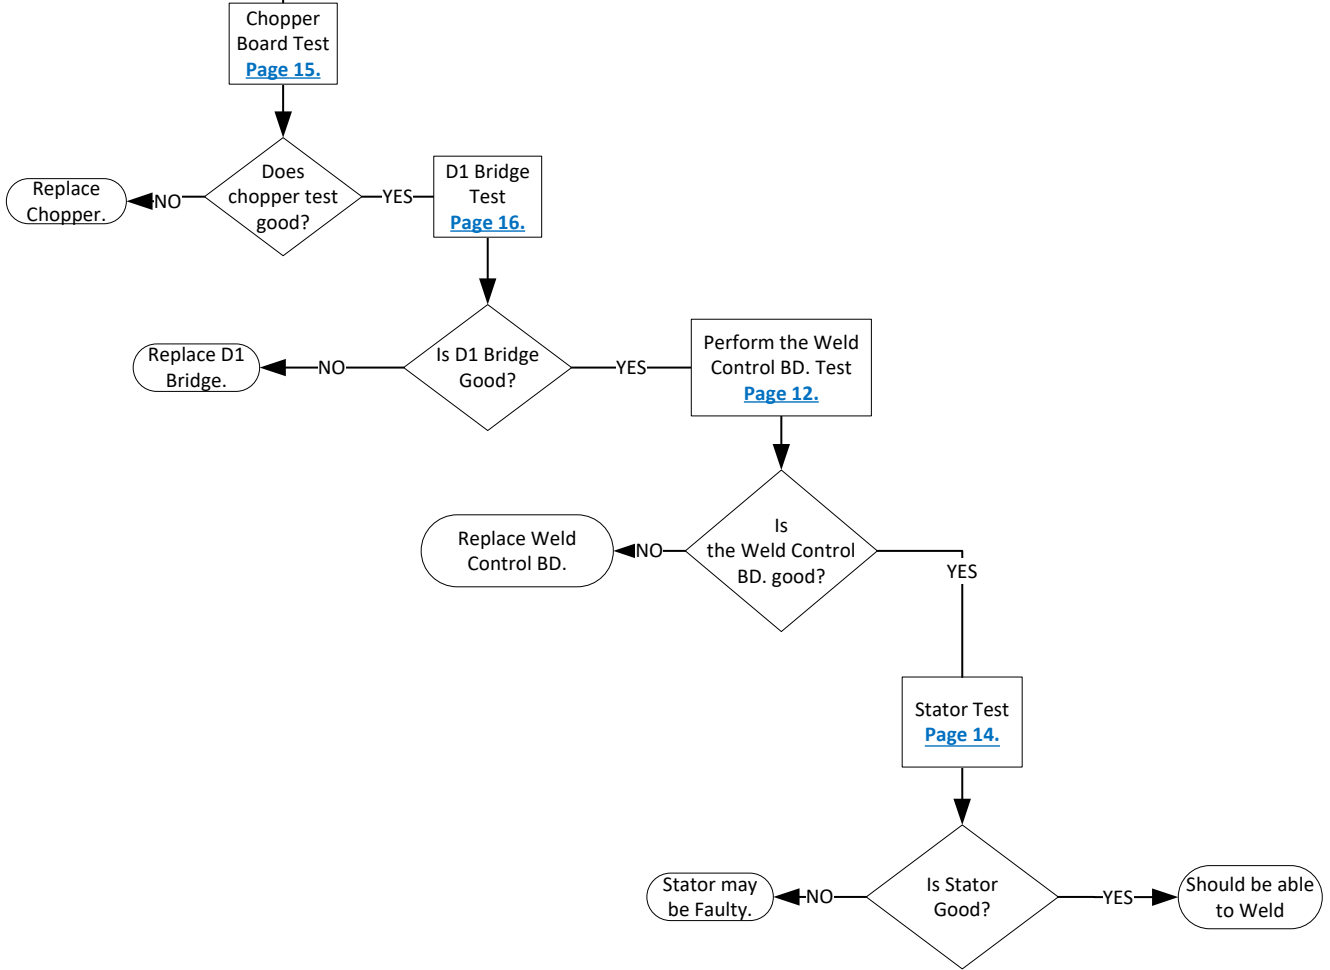 Chopper
Board Test
Page 15.
Does
chopper test
good?
Replace
Chopper.
NO
YES
D1 Bridge
Test
Page 16.
Is D1 Bridge
Good?
Replace D1
Bridge.
NO
YES
Perform the Weld
Control BD. Test
Page 12.
Is
the Weld Control
BD. good?
Replace Weld
Control BD.
NO
YES
Stator Test
Page 14.
Is Stator
Good?
Stator may
be Faulty.
NO
YES
Should be able
to Weld